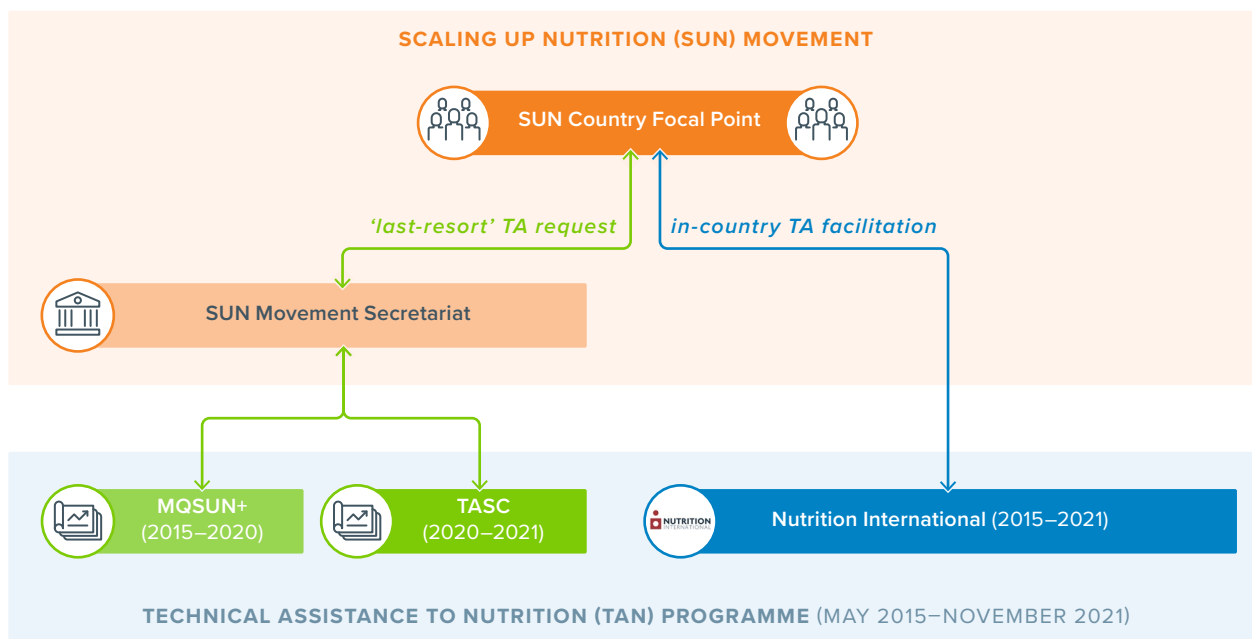 SCALING UP NUTRITION (SUN) MOVEMENT
SUN Country Focal Point
‘last-resort’ TA request
in-country TA facilitation
SUN Movement Secretariat
MQSUN+
(2015–2020)
TASC
(2020–2021)
NUTRITION
INTERNATIONAL
Nutrition International (2015–2021)
TECHNICAL ASSISTANCE TO NUTRITION (TAN) PROGRAMME (MAY 2015–NOVEMBER 2021)